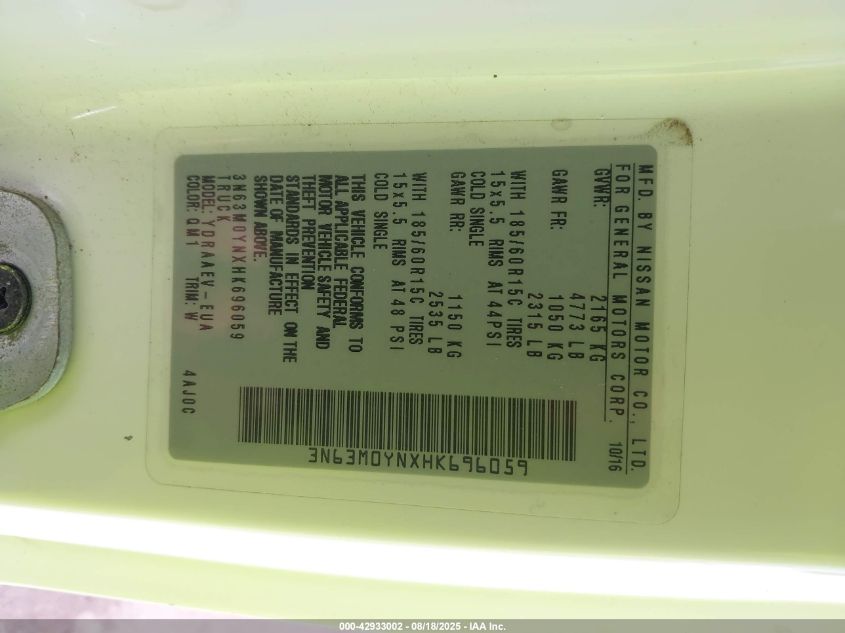 MFD. BY NISSAN MOTOR CO., LTD.
FOR GENERAL MOTORS CORP. 10/16
GVWR: 2165 KG
4773 LB
GAWR FR: 1050 KG
2315 LB
WITH 185/60R15C TIRES
15x5.5 RIMS AT 44PSI
COLD SINGLE
GAWR RR: 1150 KG
2535 LB
WITH 185/60R15C TIRES
15x5.5 RIMS AT 48 PSI
COLD SINGLE
THIS VEHICLE CONFORMS TO
ALL APPLICABLE FEDERAL
MOTOR VEHICLE SAFETY AND
THEFT PREVENTION
STANDARDS IN EFFECT ON THE
DATE OF MANUFACTURE
SHOWN ABOVE.
3N63M0YNXHK696059
TRUCK
MODEL: YDRAAEV-EUA
COLOR: QM1 TRIM: W 4AJ0C
3N63M0YNXHK696059
000-42933002 - 08/18/2025 - IAA Inc.